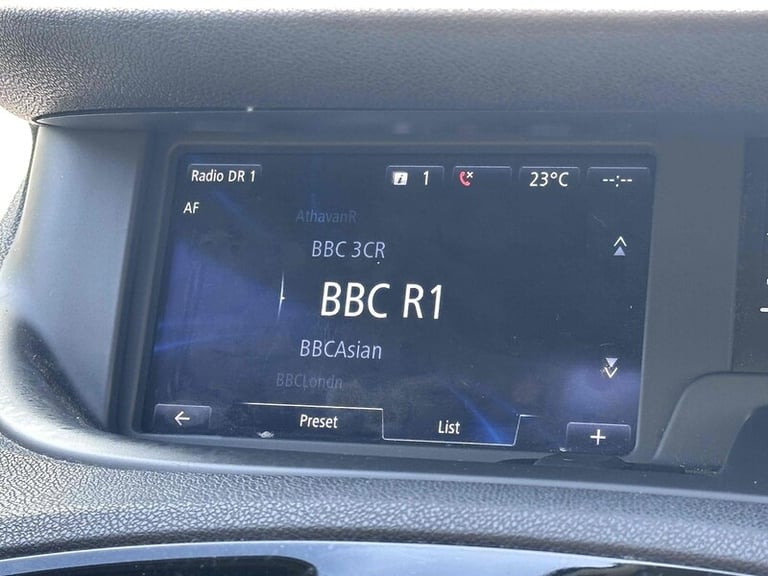 Radio DR 1
1
23°C
--:--
AF
AthavanR
BBC 3CR
BBC R1
BBCAsian
BBCLondn
Preset
List
+